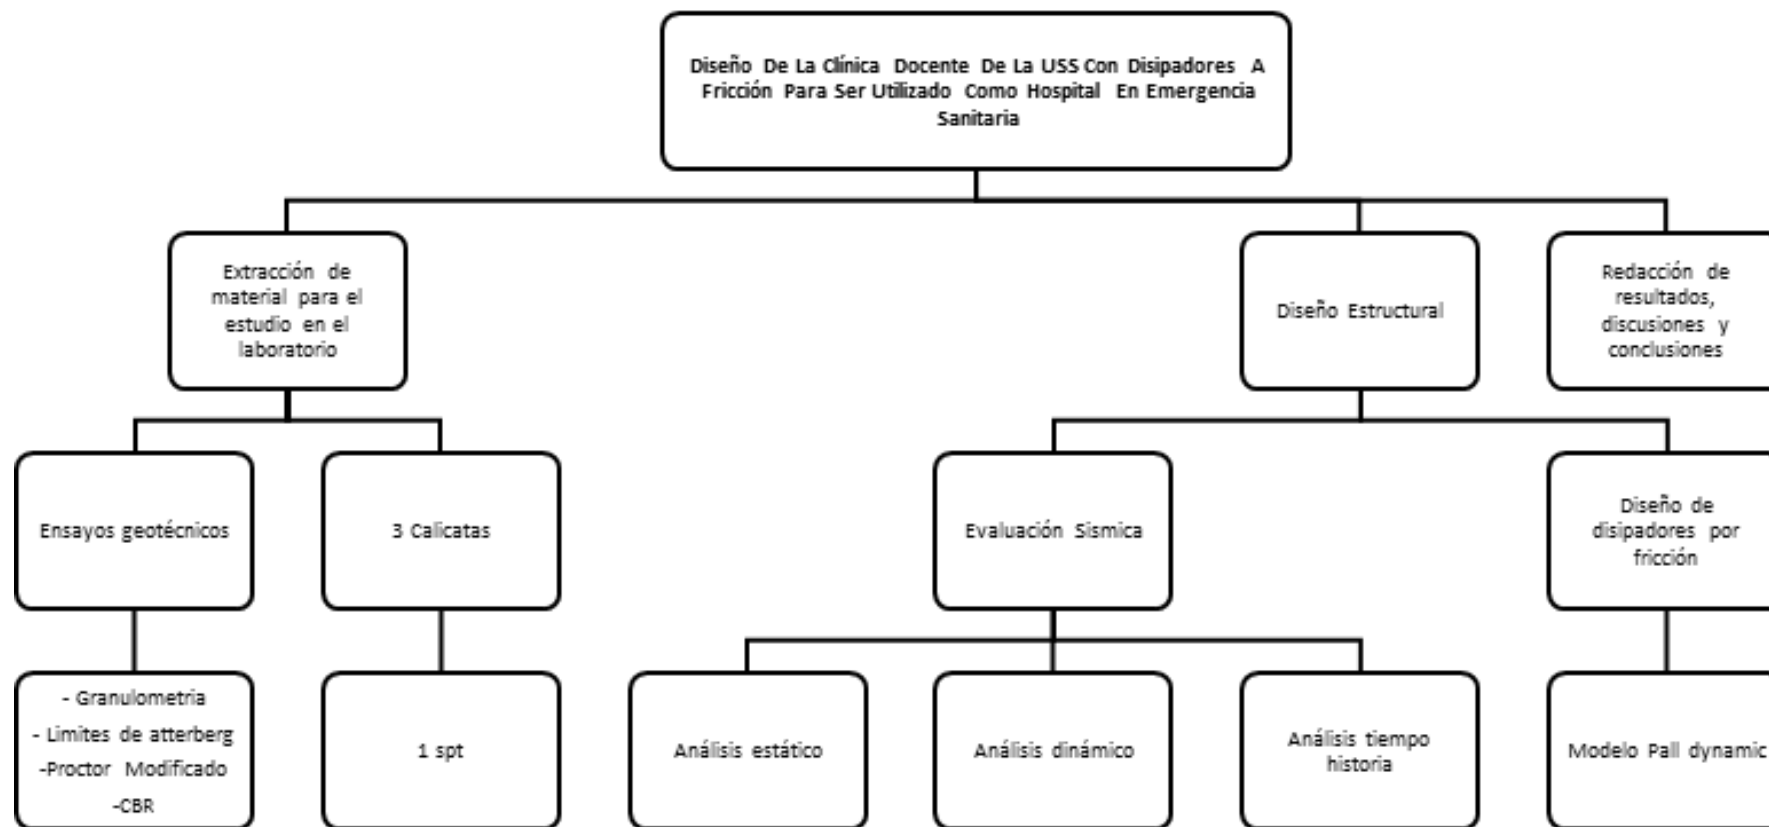 Diseño De La Clínica Docente De La USS Con Disipadores A
Fricción Para Ser Utilizado Como Hospital En Emergencia
Sanitaria
Extracción de
material para el
estudio en el
laboratorio
Diseño Estructural
Redacción de
resultados,
discusiones y
conclusiones
Ensayos geotécnicos
3 Calicatas
Evaluación Sismica
Diseño de
disipadores por
fricción
- Granulometria
- Limites de atterberg
-Proctor Modificado
-CBR
1 spt
Análisis estático
Análisis dinámico
Análisis tiempo
historia
Modelo Pall dynamic